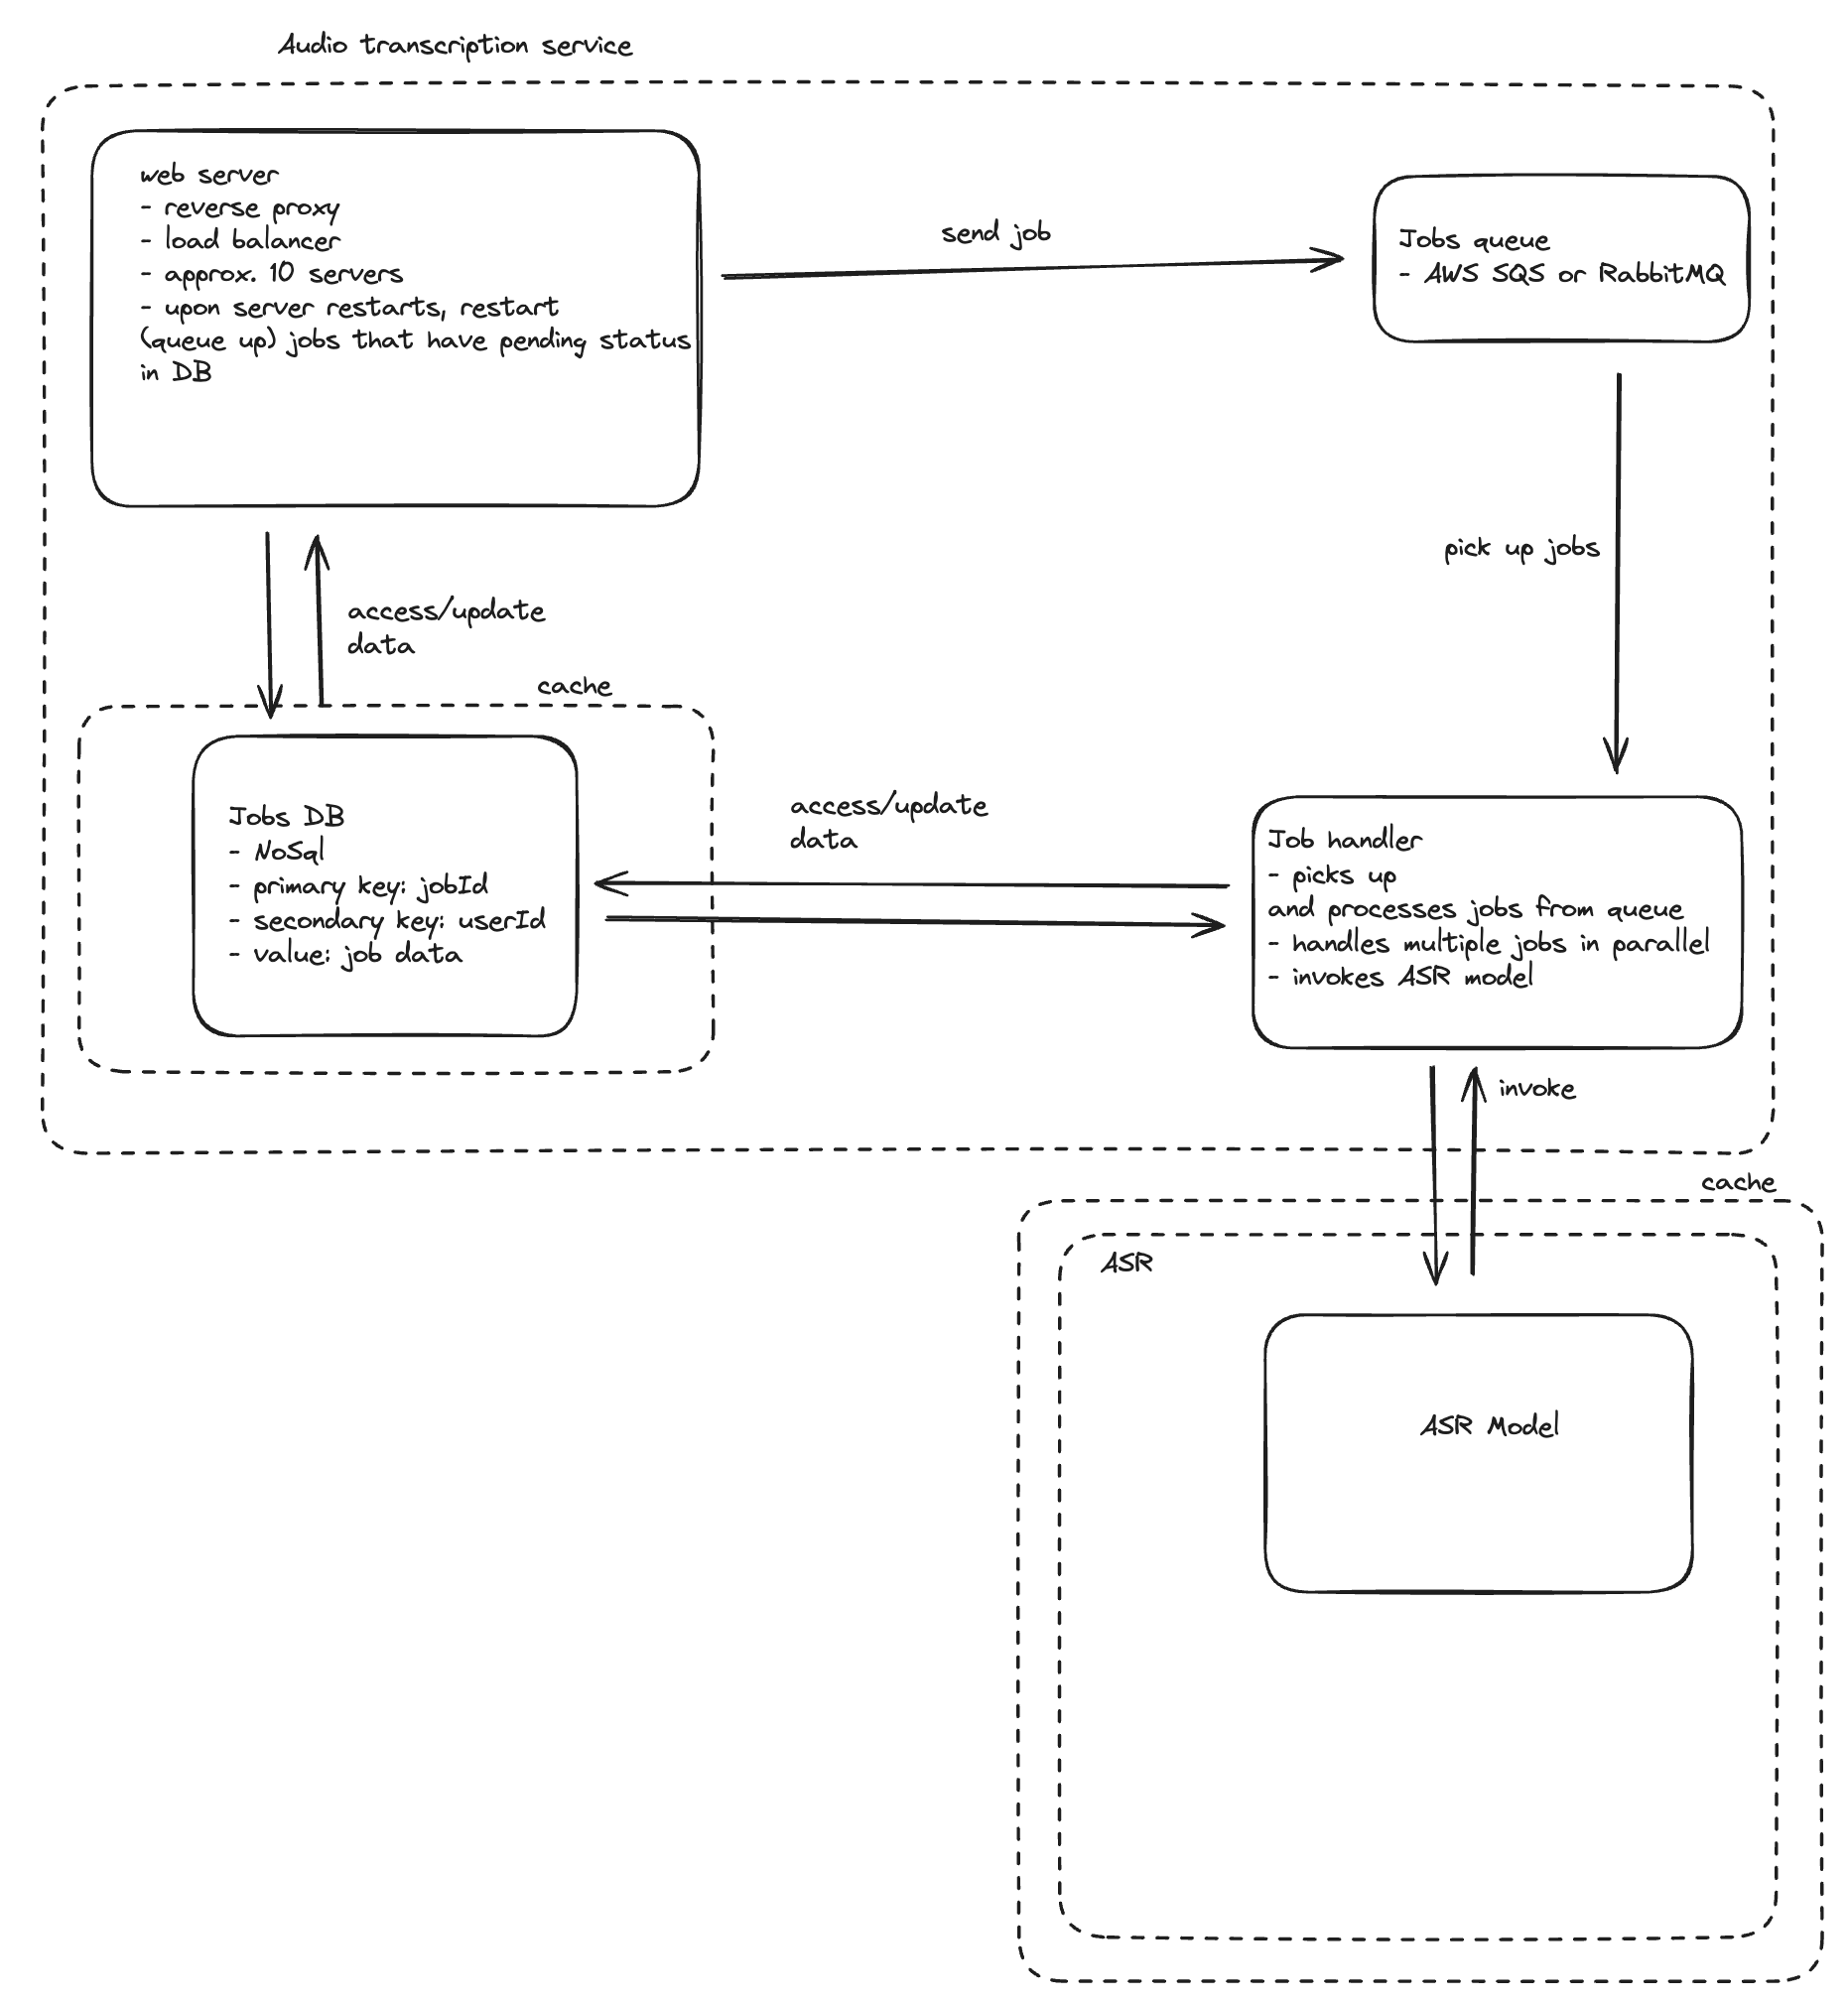 Audio transcription service
web server
- reverse proxy
- load balancer
- approx. 10 servers
- upon server restarts, restart
(queue up) jobs that have pending status
in DB
send job
Jobs queue
- AWS SQS or RabbitMQ
pick up jobs
access/update
data
cache
Jobs DB
- NoSql
- primary key: jobId
- secondary key: userId
- value: job data
access/update
data
Job handler
- picks up
and processes jobs from queue
- handles multiple jobs in parallel
- invokes ASR model
invoke
cache
ASR
ASR Model